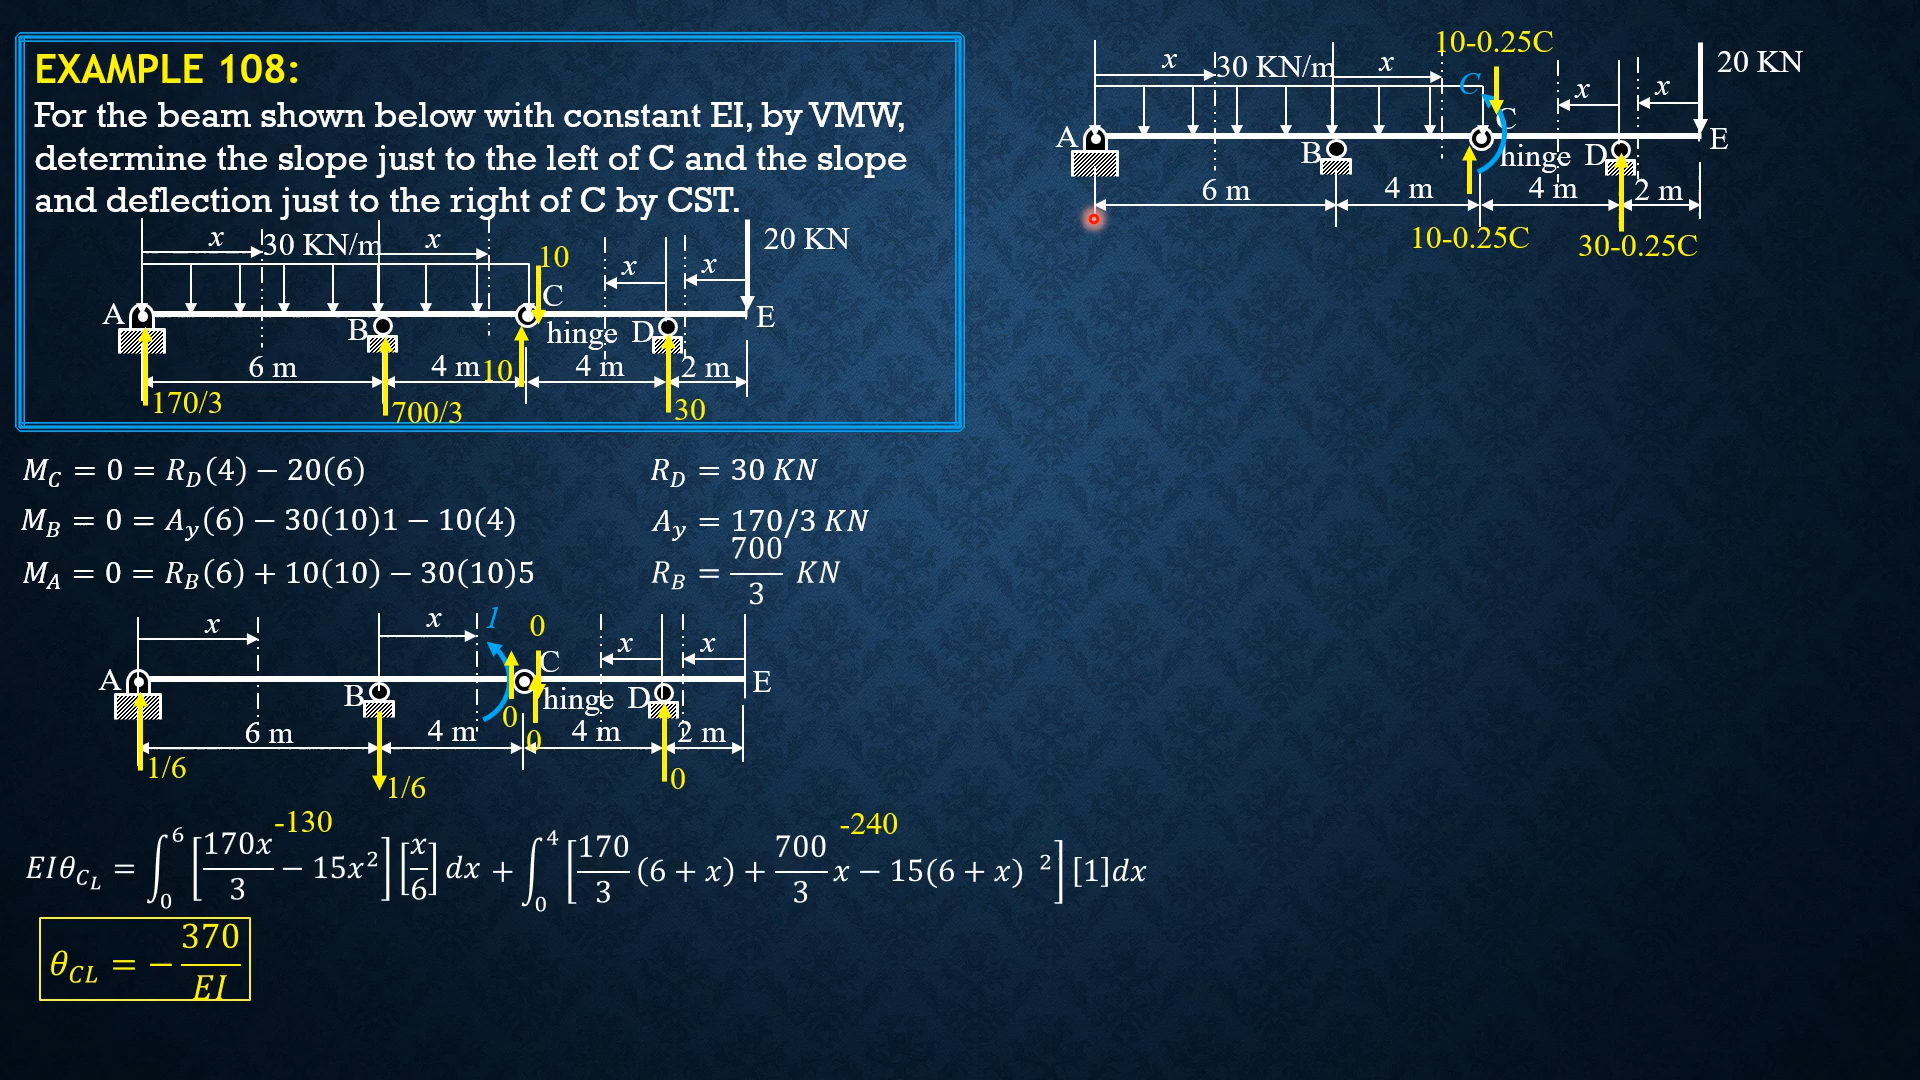 EXAMPLE 108:
For the beam shown below with constant EI, by VMW,
determine the slope just to the left of C and the slope
and deflection just to the right of C by CST.
x 30 KN/m x 10 x x 20 KN
A B C hinge D E
6 m 4 m 10 4 m 2 m
170/3 700/3 30
M_C = 0 = R_D(4) − 20(6) R_D = 30 KN
M_B = 0 = A_y(6) − 30(10)1 − 10(4) A_y = 170/3 KN
M_A = 0 = R_B(6) + 10(10) − 30(10)5 R_B = 700/3 KN
x x 1 0 x x
A B C hinge D E
0
6 m 4 m 0 4 m 2 m
1/6 1/6 0
-130 -240
EIθ_{C_L} = ∫_0^6 [170x/3 − 15x²] [x/6] dx + ∫_0^4 [170/3 (6 + x) + 700/3 x − 15(6 + x) ²] [1]dx
θ_{CL} = − 370/EI
10-0.25C
x 30 KN/m x C x x 20 KN
A B C hinge D E
6 m 4 m 4 m 2 m
10-0.25C 30-0.25C